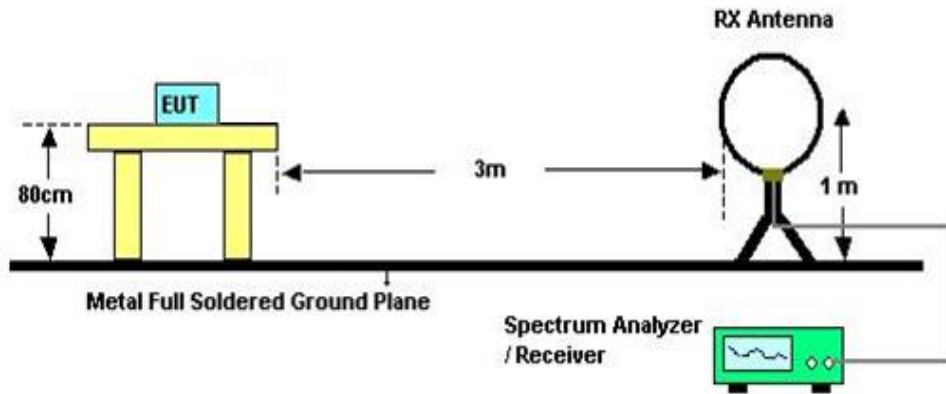 RX Antenna
EUT
80cm
3m
1 m
Metal Full Soldered Ground Plane
Spectrum Analyzer
/ Receiver